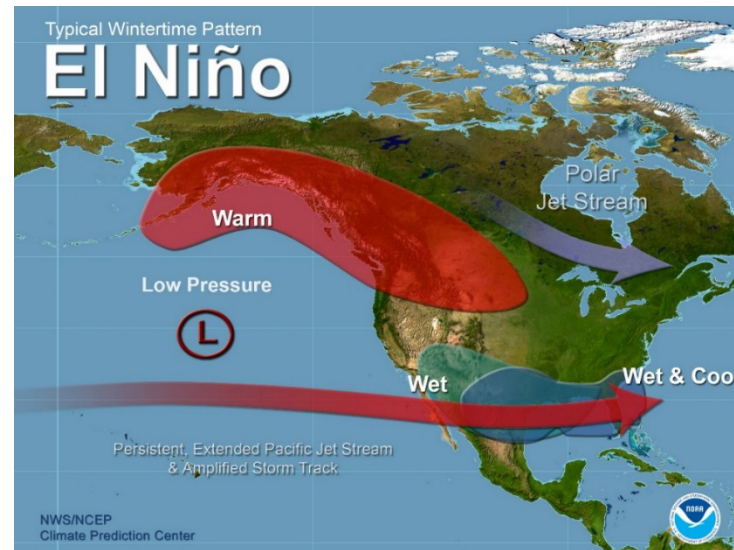 Typical Wintertime Pattern
El Niño
Polar
Jet Stream
Warm
Low Pressure
L
Wet
Wet & Coo
Persistent, Extended Pacific Jet Stream
& Amplified Storm Track
NWS/NCEP
Climate Prediction Center
NOAA